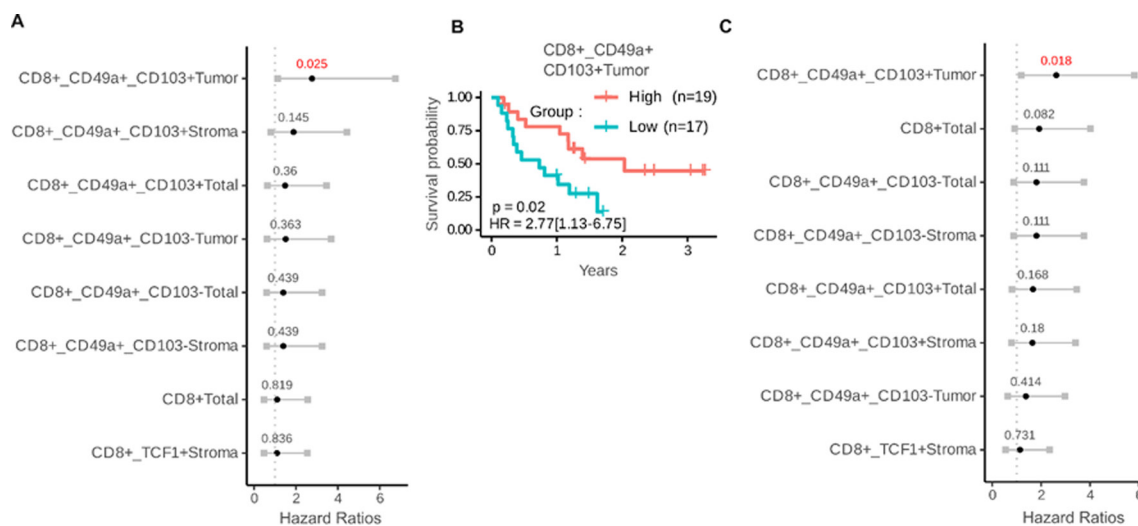 A
CD8+_CD49a+_CD103+Tumor
0.025
CD8+_CD49a+_CD103+Stroma
0.145
CD8+_CD49a+_CD103+Total
0.36
CD8+_CD49a+_CD103-Tumor
0.363
CD8+_CD49a+_CD103-Total
0.439
CD8+_CD49a+_CD103-Stroma
0.439
CD8+Total
0.819
CD8+_TCF1+Stroma
0.836
0 2 4 6
Hazard Ratios
B
CD8+_CD49a+
CD103+Tumor
Group :
High (n=19)
Low (n=17)
Survival probability
1.00
0.75
0.50
0.25
0.00
p = 0.02
HR = 2.77[1.13-6.75]
0 1 2 3
Years
C
CD8+_CD49a+_CD103+Tumor
0.018
CD8+Total
0.082
CD8+_CD49a+_CD103-Total
0.111
CD8+_CD49a+_CD103-Stroma
0.111
CD8+_CD49a+_CD103+Total
0.168
CD8+_CD49a+_CD103+Stroma
0.18
CD8+_CD49a+_CD103-Tumor
0.414
CD8+_TCF1+Stroma
0.731
0 2 4 6
Hazard Ratios